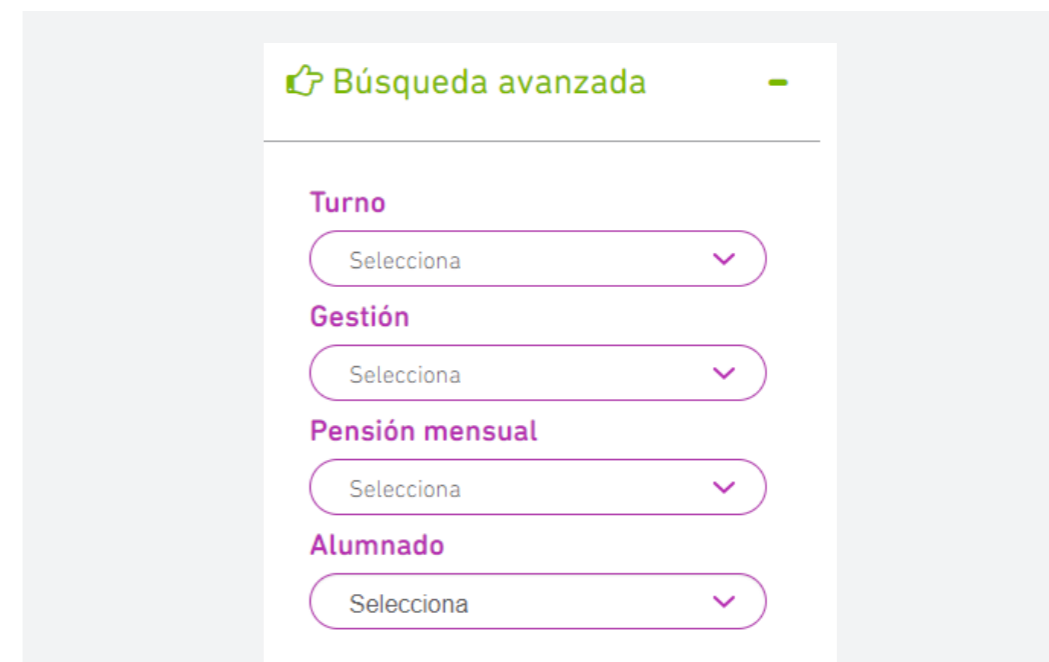 Búsqueda avanzada
Turno
Selecciona
Gestión
Selecciona
Pensión mensual
Selecciona
Alumnado
Selecciona